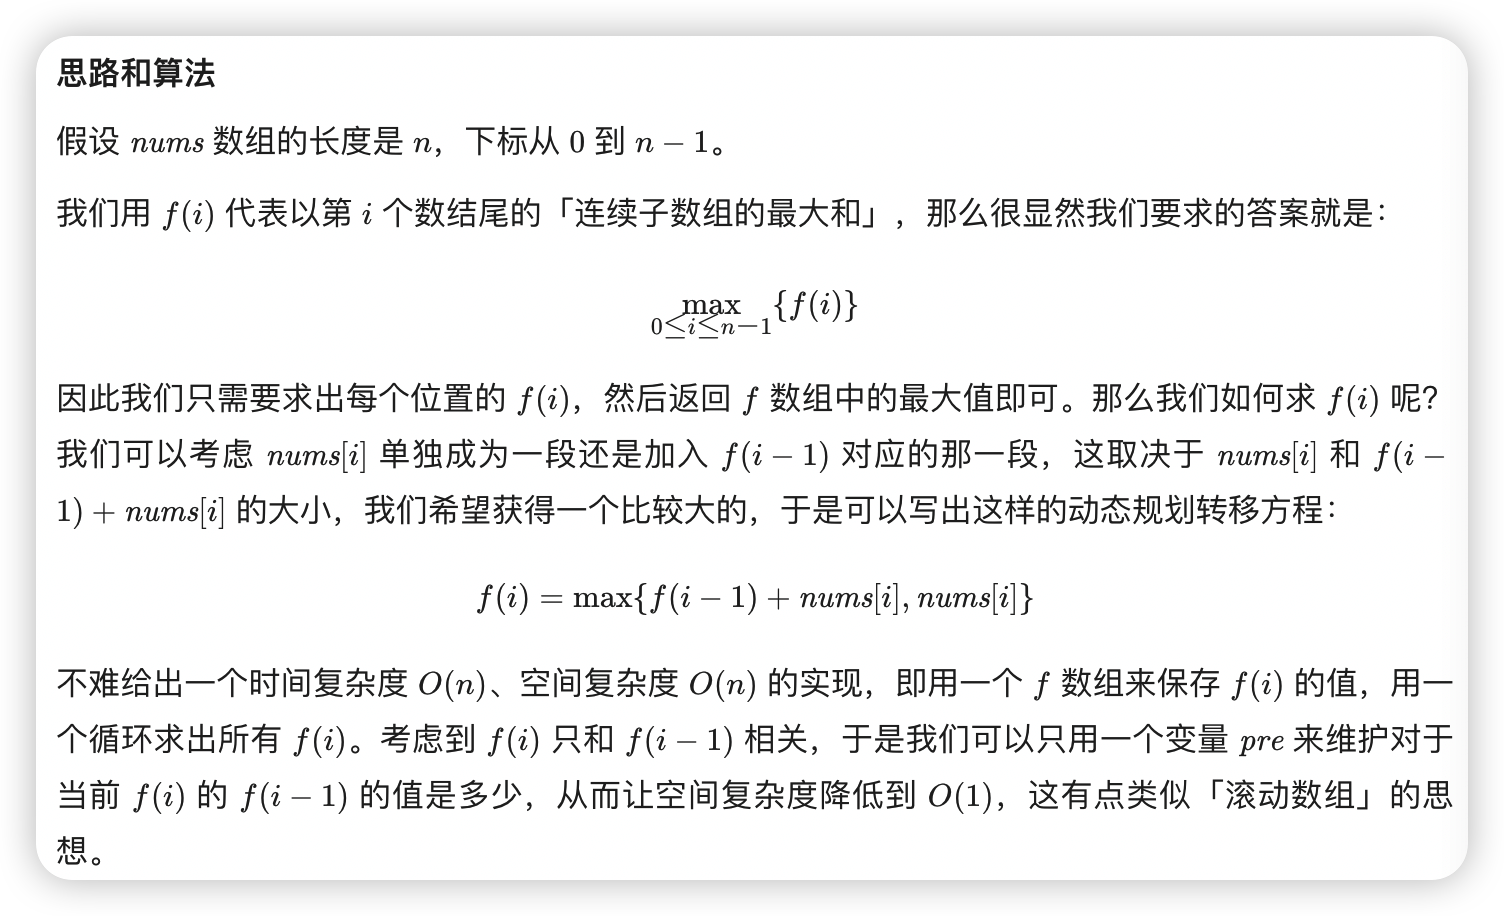 思路和算法
假设 nums 数组的长度是 n，下标从 0 到 n − 1。
我们用 f(i) 代表以第 i 个数结尾的「连续子数组的最大和」，那么很显然我们要求的答案就是：
max {f(i)}
0≤i≤n−1
因此我们只需要求出每个位置的 f(i)，然后返回 f 数组中的最大值即可。那么我们如何求 f(i) 呢？
我们可以考虑 nums[i] 单独成为一段还是加入 f(i − 1) 对应的那一段，这取决于 nums[i] 和 f(i −
1) + nums[i] 的大小，我们希望获得一个比较大的，于是可以写出这样的动态规划转移方程：
f(i) = max{f(i − 1) + nums[i], nums[i]}
不难给出一个时间复杂度 O(n)、空间复杂度 O(n) 的实现，即用一个 f 数组来保存 f(i) 的值，用一
个循环求出所有 f(i)。考虑到 f(i) 只和 f(i − 1) 相关，于是我们可以只用一个变量 pre 来维护对于
当前 f(i) 的 f(i − 1) 的值是多少，从而让空间复杂度降低到 O(1)，这有点类似「滚动数组」的思
想。